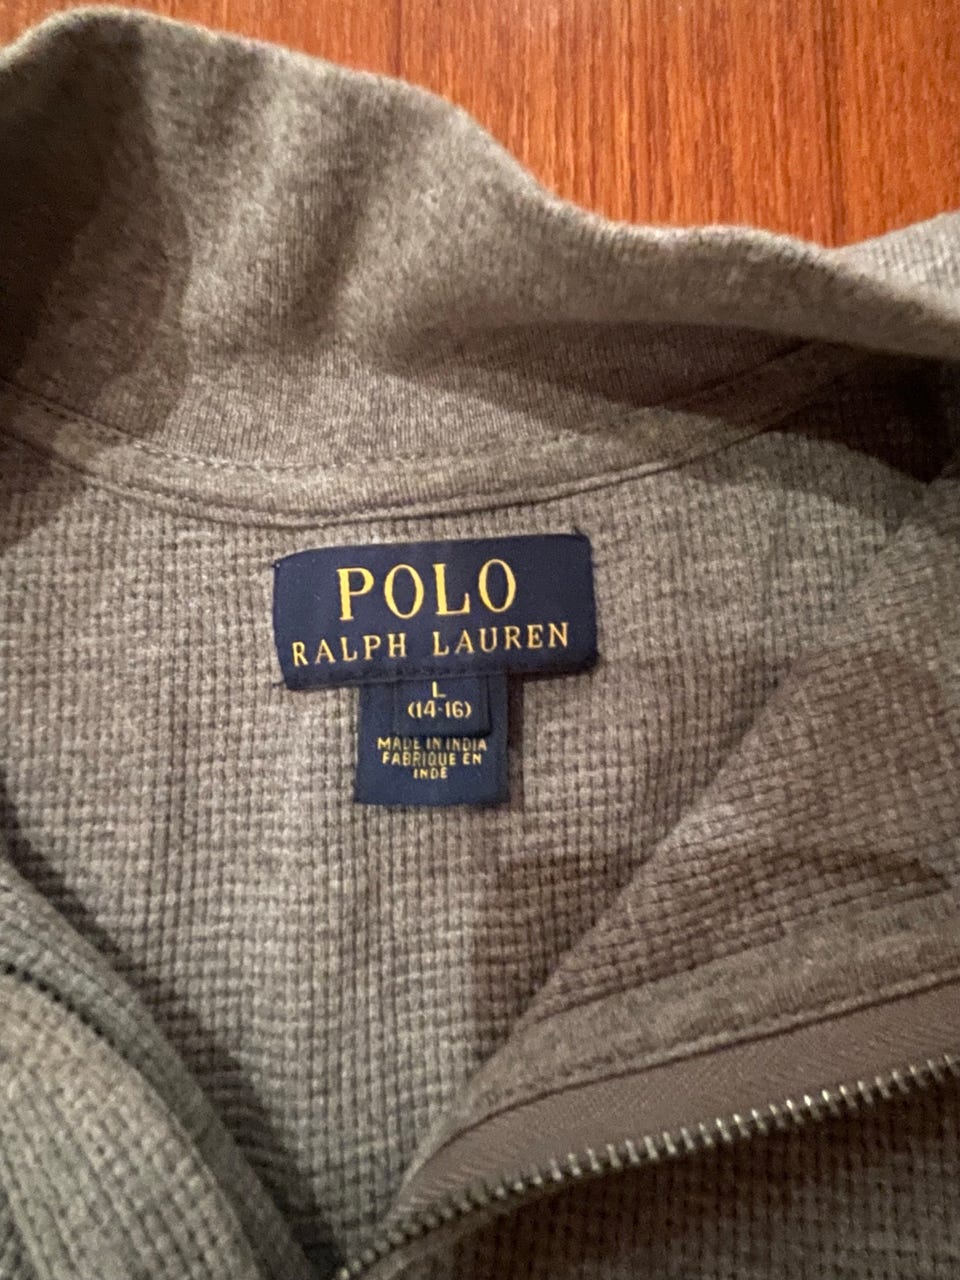 POLO
RALPH LAUREN
L
(14-16)
MADE IN INDIA
FABRIQUE EN
INDE